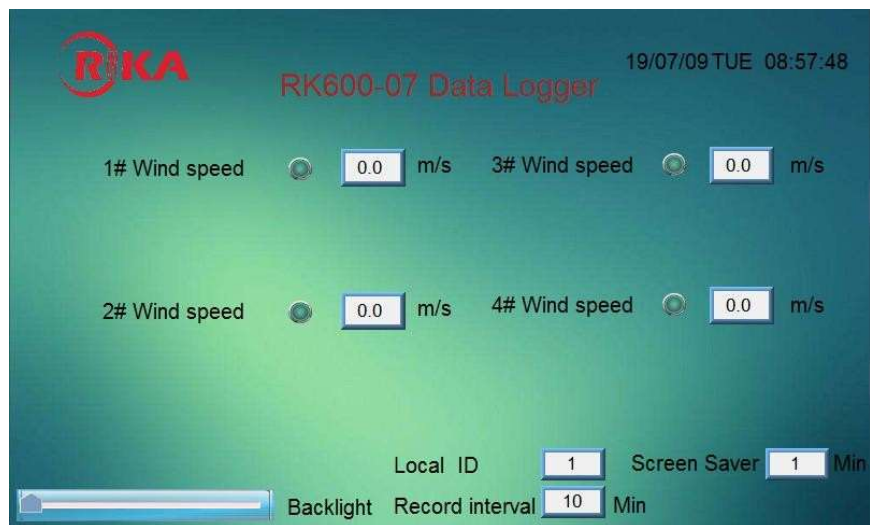 RIKA
19/07/09 TUE 08:57:48
RK600-07 Data Logger
1# Wind speed 0.0 m/s 3# Wind speed 0.0 m/s
2# Wind speed 0.0 m/s 4# Wind speed 0.0 m/s
Local ID 1 Screen Saver 1 Min
Backlight Record interval 10 Min